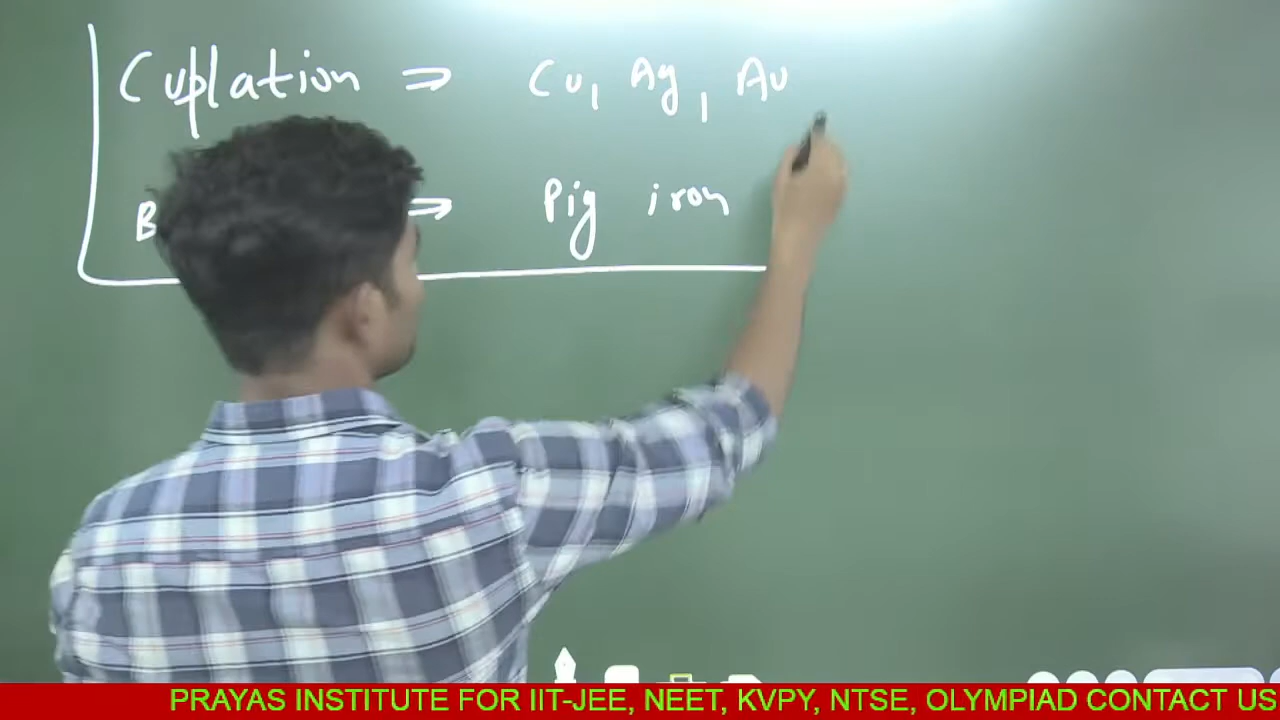 Cuplation ⇒ Cu, Ag, Au
⇒ Pig iron
PRAYAS INSTITUTE FOR IIT-JEE, NEET, KVPY, NTSE, OLYMPIAD CONTACT US